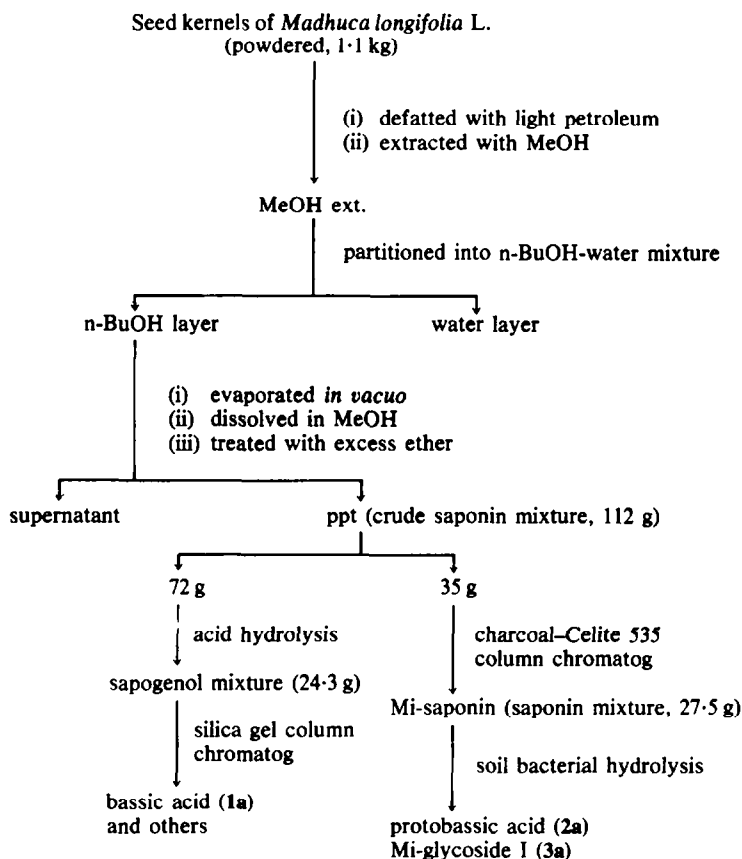 Seed kernels of Madhuca longifolia L.
(powdered, 1·1 kg)
(i) defatted with light petroleum
(ii) extracted with MeOH
MeOH ext.
partitioned into n-BuOH-water mixture
n-BuOH layer
water layer
(i) evaporated in vacuo
(ii) dissolved in MeOH
(iii) treated with excess ether
supernatant
ppt (crude saponin mixture, 112 g)
72 g
35 g
acid hydrolysis
charcoal–Celite 535
column chromatog
sapogenol mixture (24·3 g)
Mi-saponin (saponin mixture, 27·5 g)
silica gel column
chromatog
soil bacterial hydrolysis
bassic acid (1a)
and others
protobassic acid (2a)
Mi-glycoside I (3a)